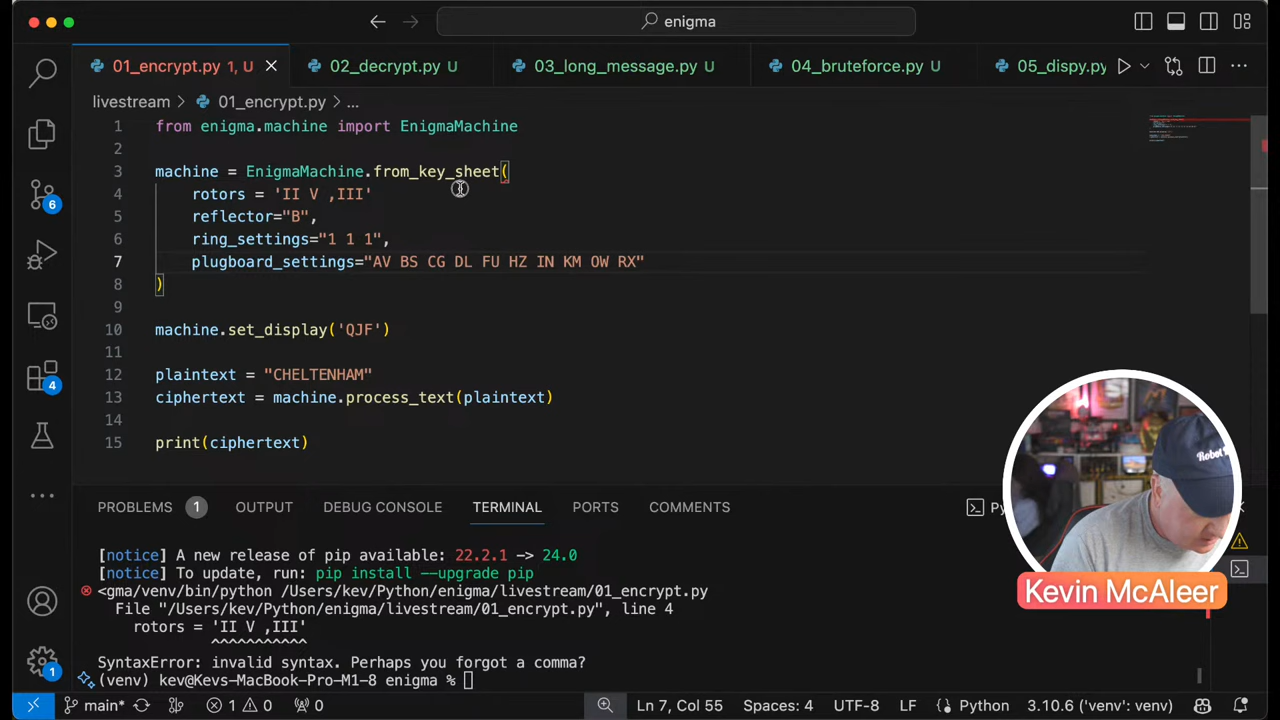 enigma
01_encrypt.py 1, U
02_decrypt.py U
03_long_message.py U
04_bruteforce.py U
05_dispy.py
livestream > 01_encrypt.py > ...
1 from enigma.machine import EnigmaMachine
2
3 machine = EnigmaMachine.from_key_sheet(
4 rotors = 'II V ,III'
5 reflector="B",
6 ring_settings="1 1 1",
7 plugboard_settings="AV BS CG DL FU HZ IN KM OW RX"
8 )
9
10 machine.set_display('QJF')
11
12 plaintext = "CHELTENHAM"
13 ciphertext = machine.process_text(plaintext)
14
15 print(ciphertext)
6
4
1
PROBLEMS 1 OUTPUT DEBUG CONSOLE TERMINAL PORTS COMMENTS
Py
[notice] A new release of pip available: 22.2.1 -> 24.0
[notice] To update, run: pip install --upgrade pip
<gma/venv/bin/python /Users/kev/Python/enigma/livestream/01_encrypt.py
File "/Users/kev/Python/enigma/livestream/01_encrypt.py", line 4
rotors = 'II V ,III'
^^^^^^^^^^^
SyntaxError: invalid syntax. Perhaps you forgot a comma?
(venv) kev@Kevs-MacBook-Pro-M1-8 enigma %
Kevin McAleer
main* 1 0 0 Ln 7, Col 55 Spaces: 4 UTF-8 LF Python 3.10.6 ('venv': venv)